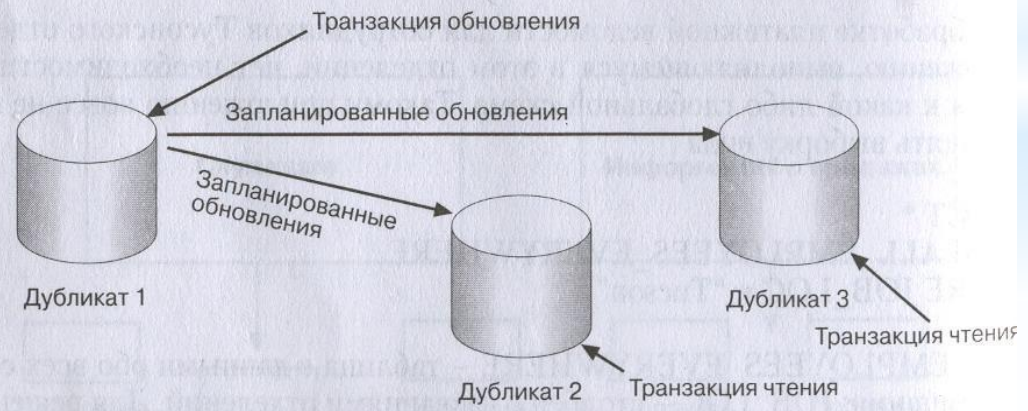 Транзакция обновления
Запланированные обновления
Запланированные
обновления
Дубликат 1
Дубликат 3
Транзакция чтения
Дубликат 2
Транзакция чтения